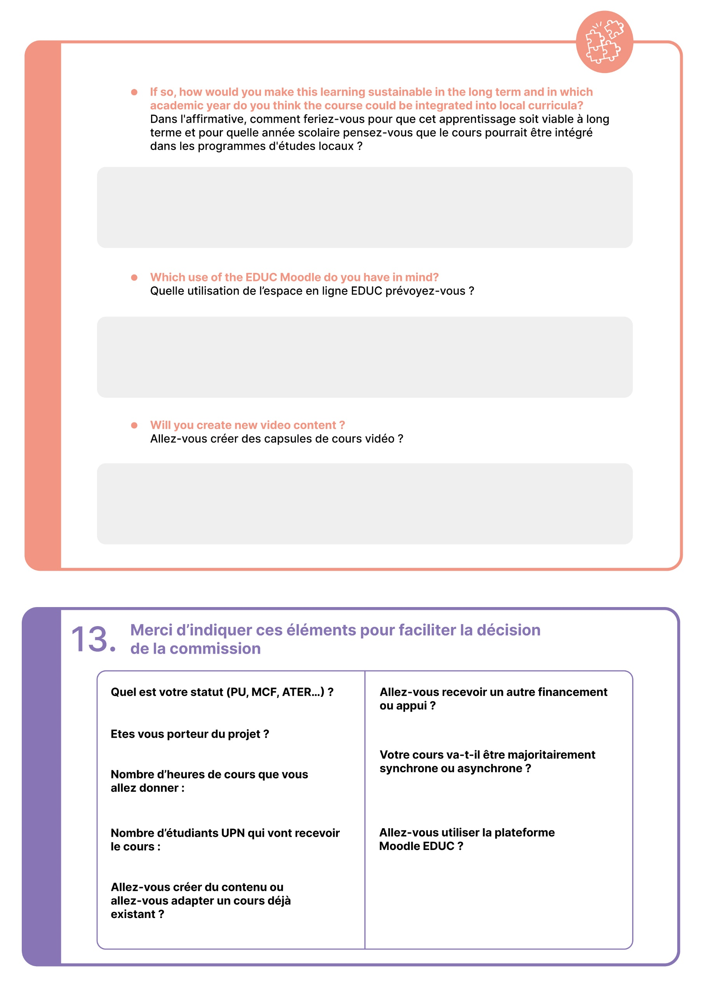 If so, how would you make this learning sustainable in the long term and in which
academic year do you think the course could be integrated into local curricula?
Dans l'affirmative, comment feriez-vous pour que cet apprentissage soit viable à long
terme et pour quelle année scolaire pensez-vous que le cours pourrait être intégré
dans les programmes d'études locaux ?
Which use of the EDUC Moodle do you have in mind?
Quelle utilisation de l’espace en ligne EDUC prévoyez-vous ?
Will you create new video content ?
Allez-vous créer des capsules de cours vidéo ?
13.
Merci d’indiquer ces éléments pour faciliter la décision
de la commission
Quel est votre statut (PU, MCF, ATER...) ?
Etes vous porteur du projet ?
Nombre d’heures de cours que vous
allez donner :
Nombre d’étudiants UPN qui vont recevoir
le cours :
Allez-vous créer du contenu ou
allez-vous adapter un cours déjà
existant ?
Allez-vous recevoir un autre financement
ou appui ?
Votre cours va-t-il être majoritairement
synchrone ou asynchrone ?
Allez-vous utiliser la plateforme
Moodle EDUC ?